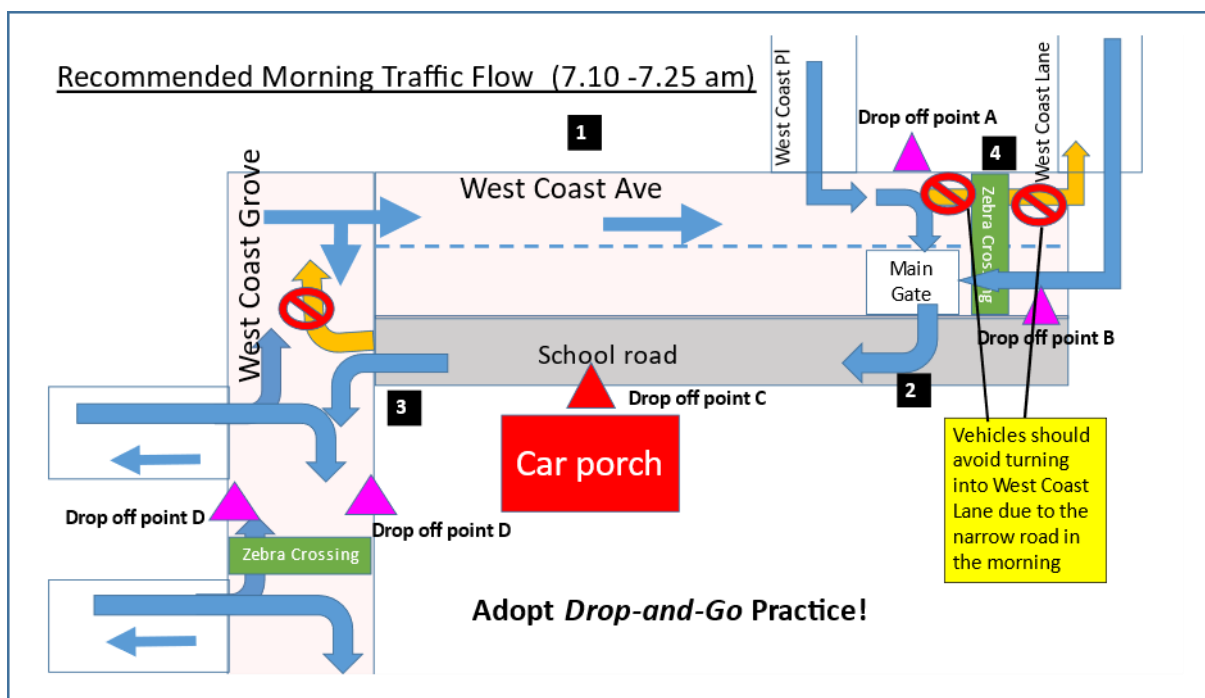 Recommended Morning Traffic Flow (7.10 -7.25 am)
West Coast Pl
West Coast Lane
Drop off point A
1
4
West Coast Grove
West Coast Ave
Zebra Crossing
Main
Gate
School road
Drop off point B
3
Drop off point C
2
Car porch
Vehicles should
avoid turning
into West Coast
Lane due to the
narrow road in
the morning
Drop off point D
Drop off point D
Zebra Crossing
Adopt Drop-and-Go Practice!